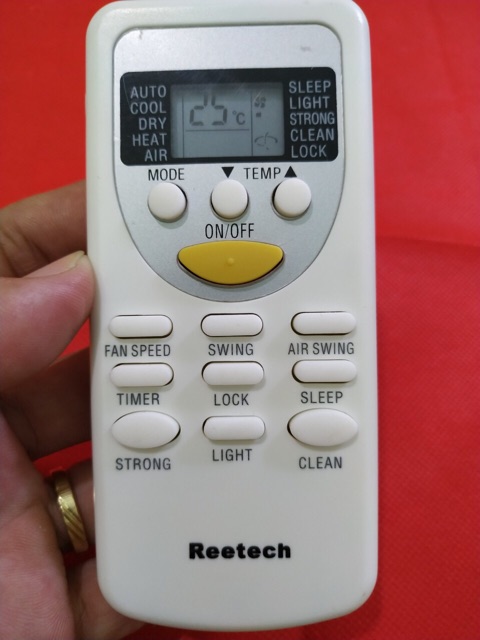 AUTO
COOL
DRY
HEAT
AIR
25°C
SLEEP
LIGHT
STRONG
CLEAN
LOCK
MODE ▼ TEMP ▲
ON/OFF
FAN SPEED SWING AIR SWING
TIMER LOCK SLEEP
STRONG LIGHT CLEAN
Reetech